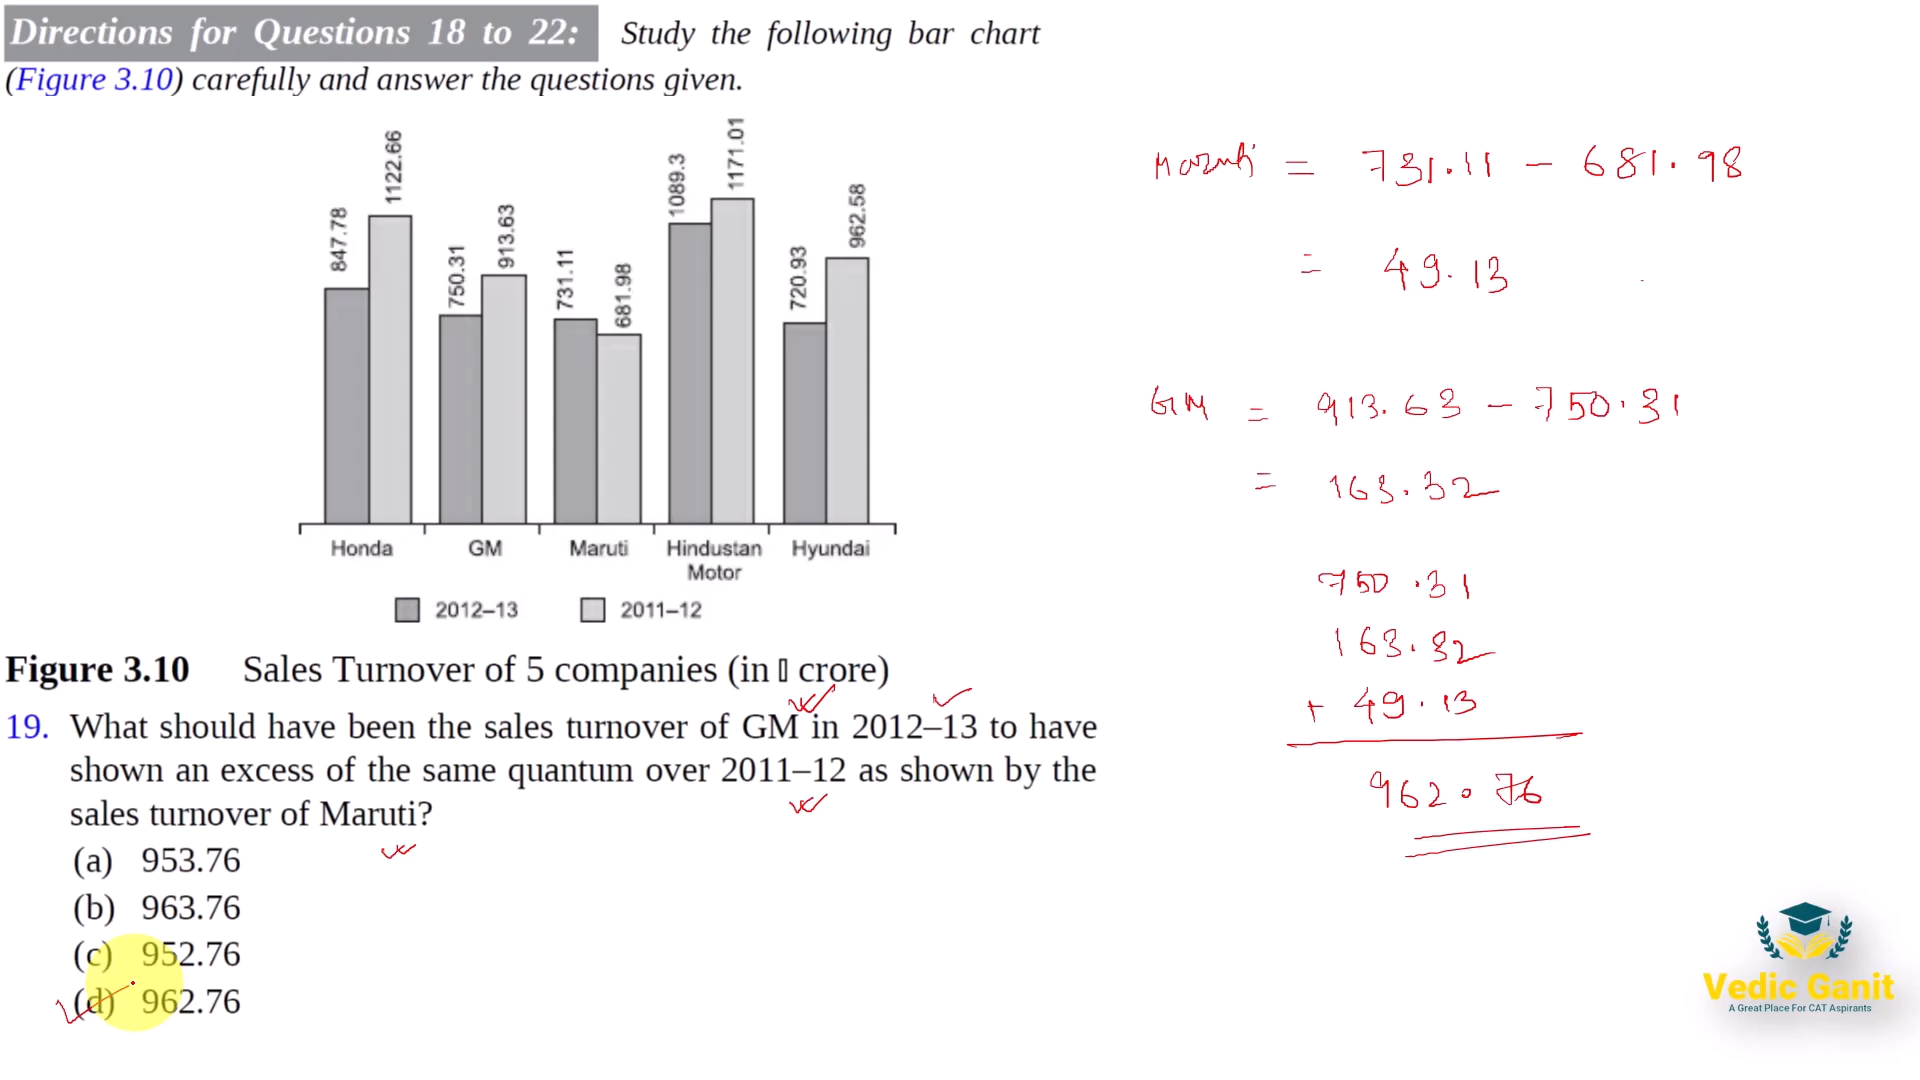 Directions for Questions 18 to 22: Study the following bar chart
(Figure 3.10) carefully and answer the questions given.
847.78
1122.66
750.31
913.63
731.11
681.98
1089.3
1171.01
720.93
962.58
Honda GM Maruti Hindustan Motor Hyundai
2012–13 2011–12
Figure 3.10 Sales Turnover of 5 companies (in ▯ crore)
19. What should have been the sales turnover of GM in 2012–13 to have
shown an excess of the same quantum over 2011–12 as shown by the
sales turnover of Maruti?
(a) 953.76
(b) 963.76
(c) 952.76
(d) 962.76
Maruti = 731.11 – 681.98
= 49.13
GM = 913.63 – 750.31
= 163.32
750.31
163.32
+ 49.13
962.76
Vedic Ganit
A Great Place For CAT Aspirants